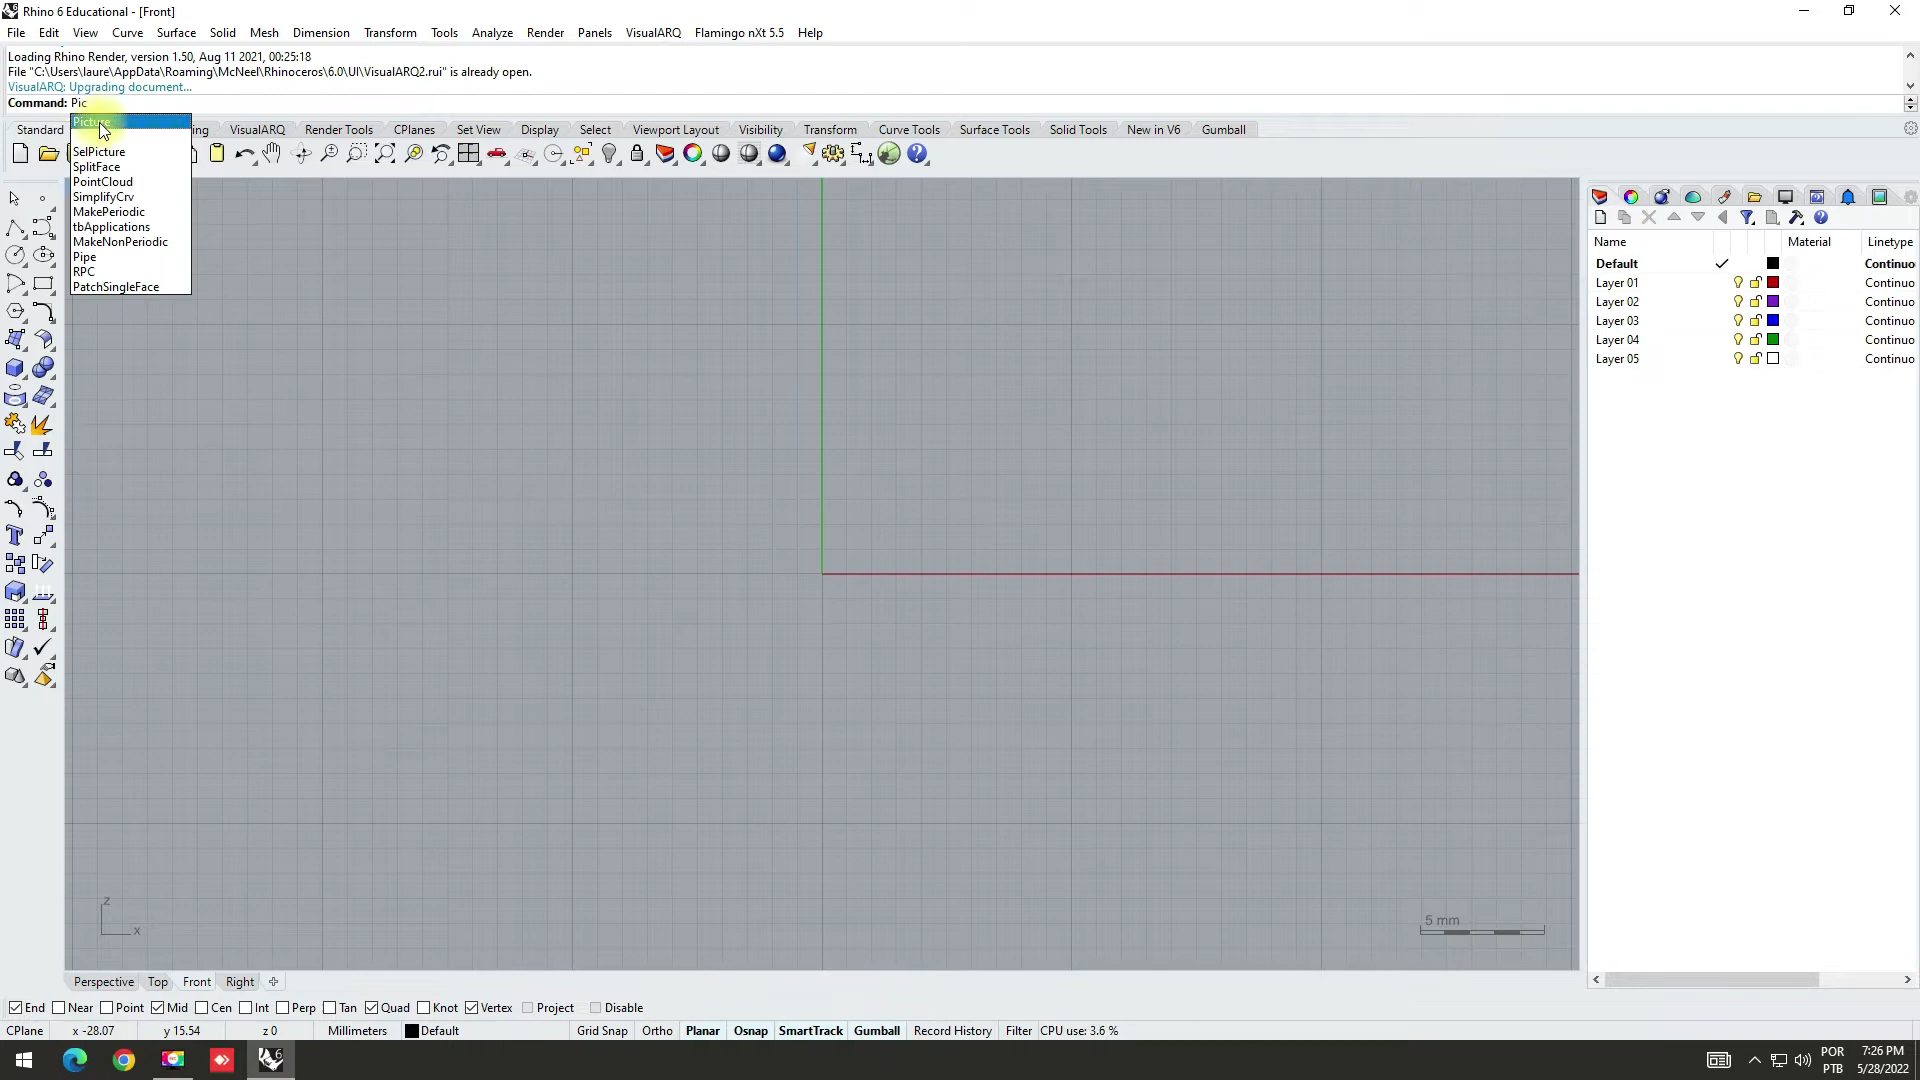 Rhino 6 Educational - [Front]
File Edit View Curve Surface Solid Mesh Dimension Transform Tools Analyze Render Panels VisualARQ Flamingo nXt 5.5 Help
Loading Rhino Render, version 1.50, Aug 11 2021, 00:25:18
File "C:\Users\laure\AppData\Roaming\McNeel\Rhinoceros\6.0\UI\VisualARQ2.rui" is already open.
VisualARQ: Upgrading document...
Command: Pic
Picture
SelPicture
SplitFace
PointCloud
SimplifyCrv
MakePeriodic
tbApplications
MakeNonPeriodic
Pipe
RPC
PatchSingleFace
Standard VisualARQ Render Tools CPlanes Set View Display Select Viewport Layout Visibility Transform Curve Tools Surface Tools Solid Tools New in V6 Gumball
Name Material Linetype
Default Continuo
Layer 01 Continuo
Layer 02 Continuo
Layer 03 Continuo
Layer 04 Continuo
Layer 05 Continuo
z
x
5 mm
Perspective Top Front Right
End Near Point Mid Cen Int Perp Tan Quad Knot Vertex Project Disable
CPlane x -28.07 y 15.54 z 0 Millimeters Default Grid Snap Ortho Planar Osnap SmartTrack Gumball Record History Filter CPU use: 3.6 %
POR 7:26 PM
PTB 5/28/2022